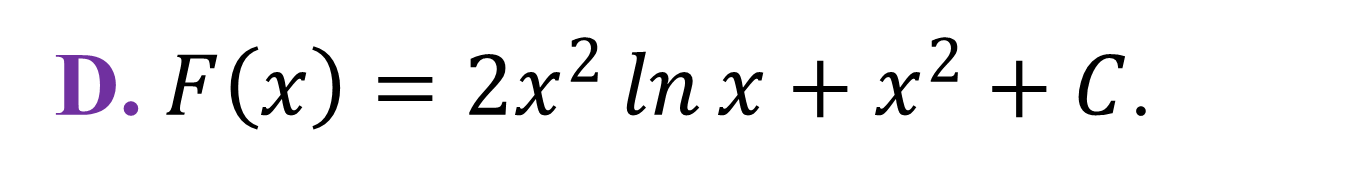 D. F(x) = 2x² ln x + x² + C.